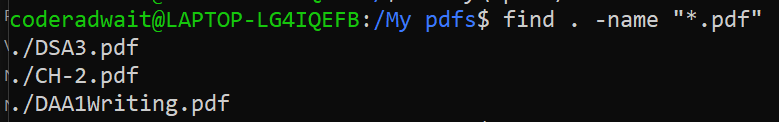 coderadwait@LAPTOP-LG4IQEFB:/My pdfs$ find . -name "*.pdf"
./DSA3.pdf
./CH-2.pdf
./DAA1Writing.pdf